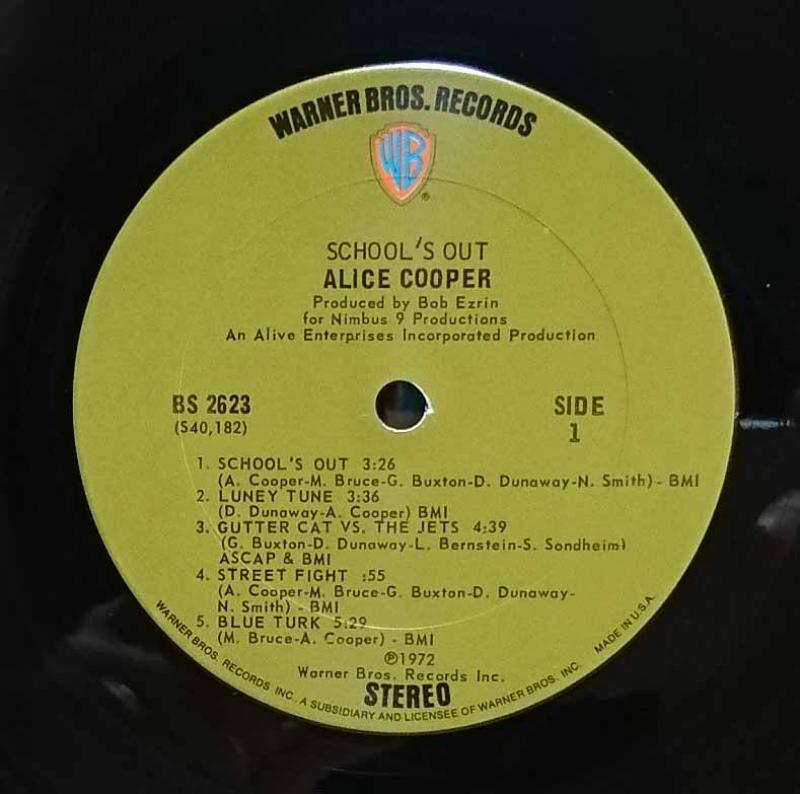 WARNER BROS. RECORDS
WB
®
SCHOOL'S OUT
ALICE COOPER
Produced by Bob Ezrin
for Nimbus 9 Productions
An Alive Enterprises Incorporated Production
BS 2623
(S40,182)
SIDE
1
1. SCHOOL'S OUT 3:26
(A. Cooper-M. Bruce-G. Buxton-D. Dunaway-N. Smith) - BMI
2. LUNEY TUNE 3:36
(D. Dunaway-A. Cooper) BMI
3. GUTTER CAT VS. THE JETS 4:39
(G. Buxton-D. Dunaway-L. Bernstein-S. Sondheim)
ASCAP & BMI
4. STREET FIGHT :55
(A. Cooper-M. Bruce-G. Buxton-D. Dunaway-
N. Smith) - BMI
5. BLUE TURK 5:29
(M. Bruce-A. Cooper) - BMI
℗1972
Warner Bros. Records Inc.
STEREO
WARNER BROS. RECORDS INC., A SUBSIDIARY AND LICENSEE OF WARNER BROS. INC. MADE IN U.S.A.